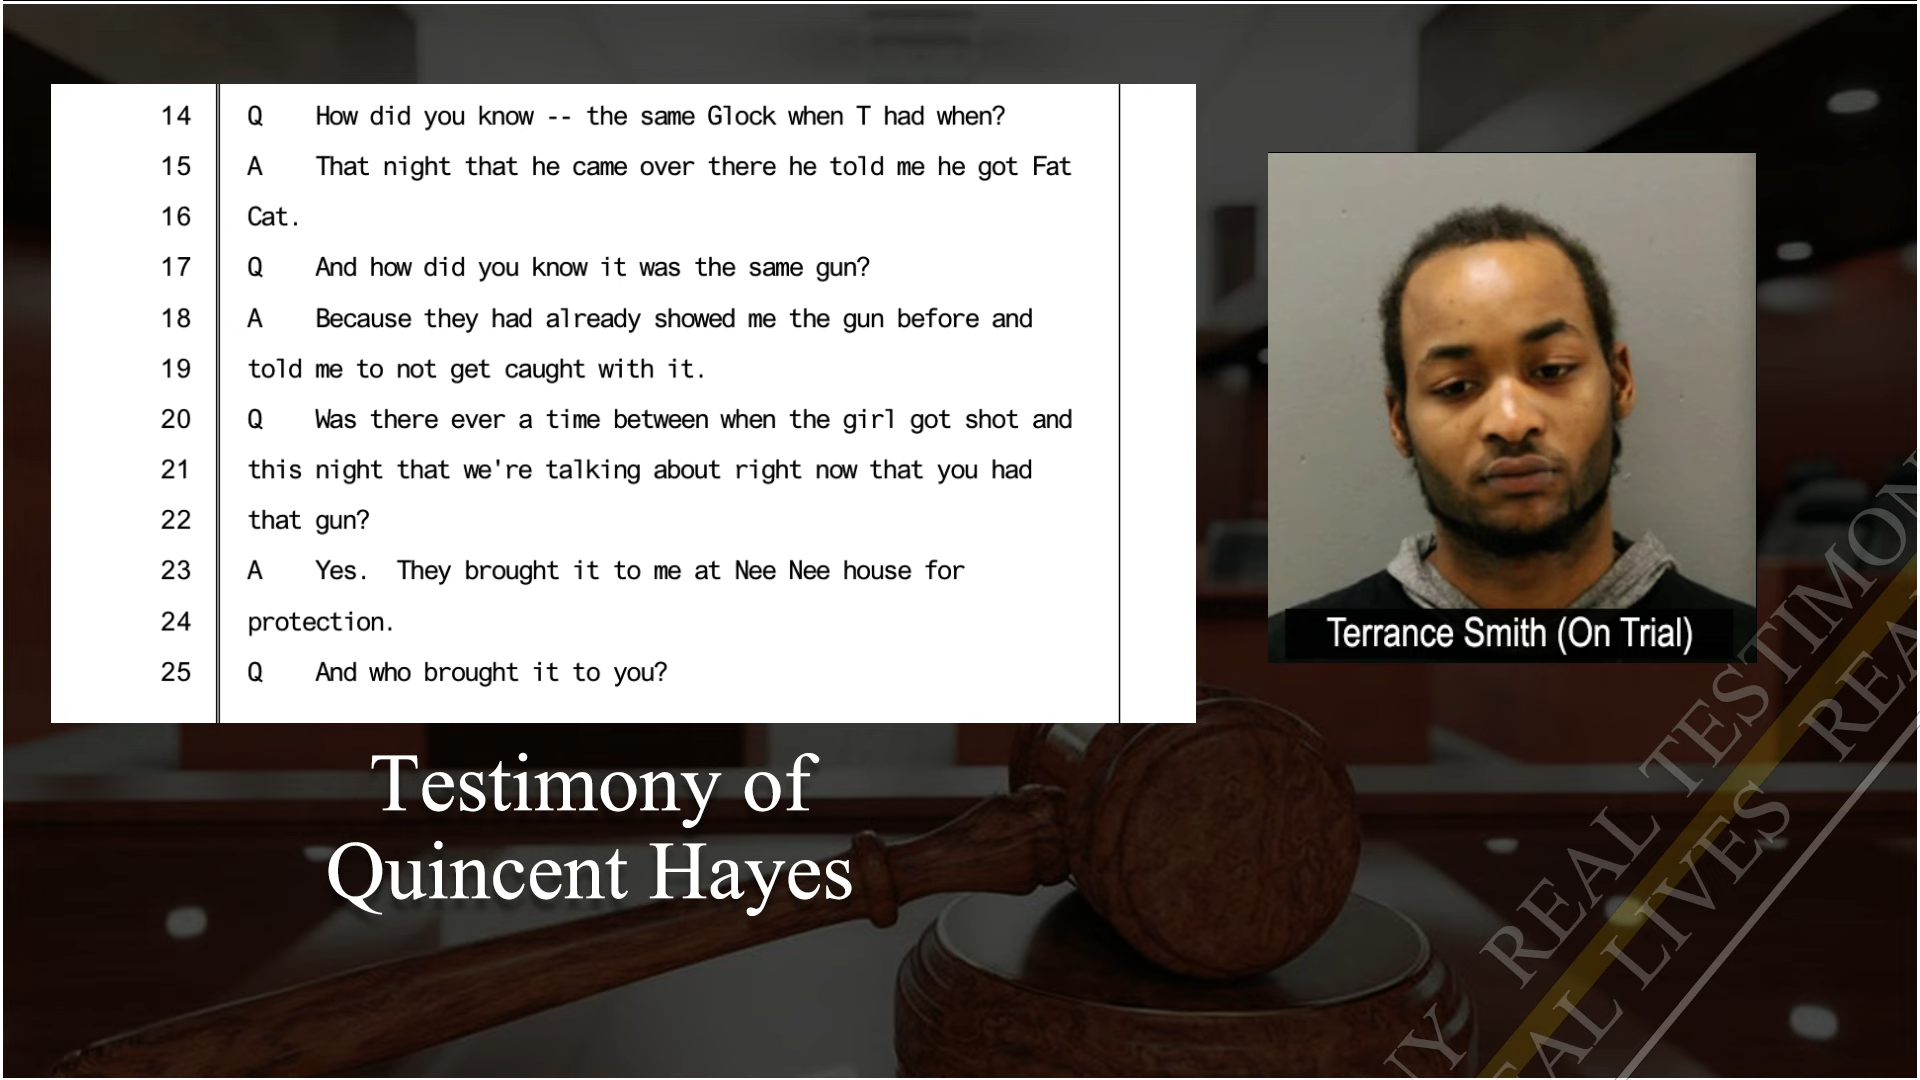 14 Q How did you know -- the same Glock when T had when?
15 A That night that he came over there he told me he got Fat
16 Cat.
17 Q And how did you know it was the same gun?
18 A Because they had already showed me the gun before and
19 told me to not get caught with it.
20 Q Was there ever a time between when the girl got shot and
21 this night that we're talking about right now that you had
22 that gun?
23 A Yes. They brought it to me at Nee Nee house for
24 protection.
25 Q And who brought it to you?
Terrance Smith (On Trial)
Testimony of
Quincent Hayes
REAL TESTIMON
REAL LIVES REA